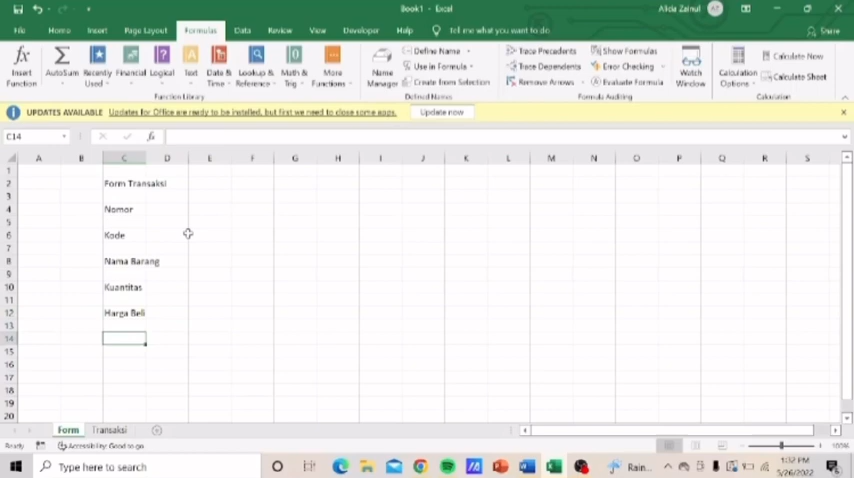 Book1 - Excel
Alida Zainul
AZ
File Home Insert Page Layout Formulas Data Review View Developer Help Tell me what you want to do Share
Insert Function
AutoSum
Recently Used
Financial
Logical
Text
Date & Time
Lookup & Reference
Math & Trig
More Functions
Function Library
Name Manager
Define Name
Use in Formula
Create from Selection
Defined Names
Trace Precedents
Trace Dependents
Remove Arrows
Show Formulas
Error Checking
Evaluate Formula
Formula Auditing
Watch Window
Calculation Options
Calculate Now
Calculate Sheet
Calculation
UPDATES AVAILABLE Updates for Office are ready to be installed, but first we need to close some apps. Update now
C14 fx
A B C D E F G H I J K L M N O P Q R S
1
2 Form Transaksi
3
4 Nomor
5
6 Kode
7
8 Nama Barang
9
10 Kuantitas
11
12 Harga Beli
13
14
15
16
17
18
19
20
Form Transaksi
Ready Accessibility: Good to go 100%
Type here to search Rain... 1:32 PM
5/26/2022